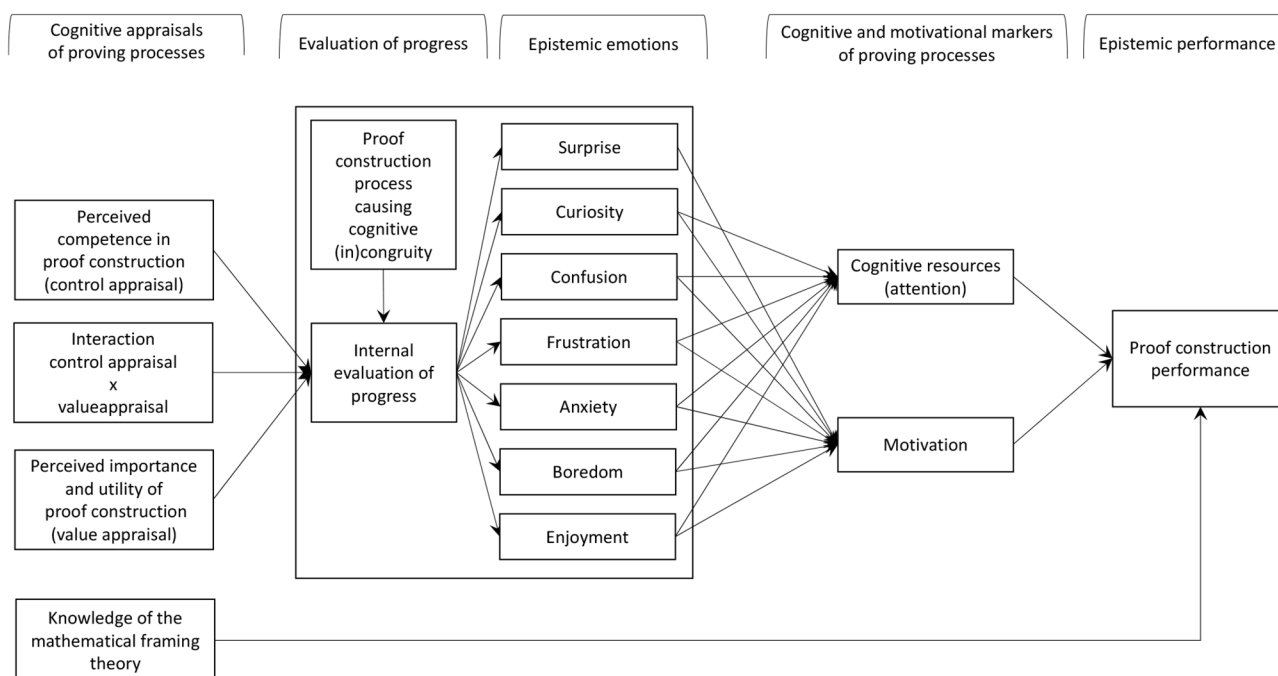 Cognitive appraisals
of proving processes
Evaluation of progress
Epistemic emotions
Cognitive and motivational markers
of proving processes
Epistemic performance
Perceived
competence in
proof construction
(control appraisal)
Interaction
control appraisal
x
valueappraisal
Perceived importance
and utility of
proof construction
(value appraisal)
Knowledge of the
mathematical framing
theory
Proof
construction
process
causing
cognitive
(in)congruity
Internal
evaluation of
progress
Surprise
Curiosity
Confusion
Frustration
Anxiety
Boredom
Enjoyment
Cognitive resources
(attention)
Motivation
Proof construction
performance